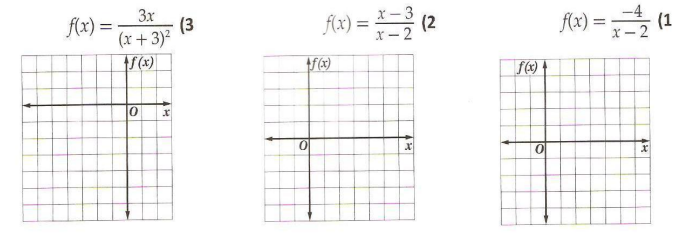 f(x) = -4 / (x - 2) (1
f(x) = (x - 3) / (x - 2) (2
f(x) = 3x / (x + 3)² (3
f(x)
O
x
f(x)
O
x
f(x)
O
x